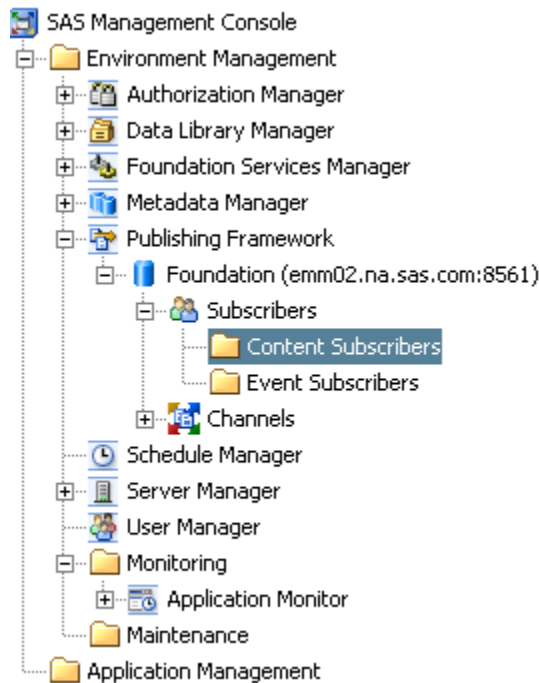 SAS Management Console
Environment Management
Authorization Manager
Data Library Manager
Foundation Services Manager
Metadata Manager
Publishing Framework
Foundation (emm02.na.sas.com:8561)
Subscribers
Content Subscribers
Event Subscribers
Channels
Schedule Manager
Server Manager
User Manager
Monitoring
Application Monitor
Maintenance
Application Management